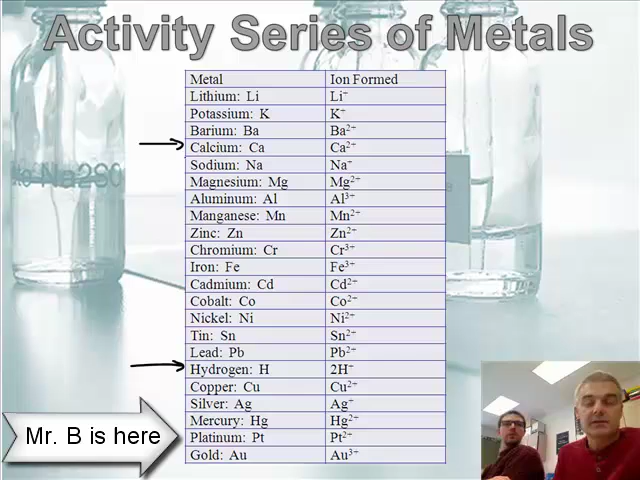 Activity Series of Metals
Metal Ion Formed
Lithium: Li Li⁺
Potassium: K K⁺
Barium: Ba Ba²⁺
Calcium: Ca Ca²⁺
Sodium: Na Na⁺
Magnesium: Mg Mg²⁺
Aluminum: Al Al³⁺
Manganese: Mn Mn²⁺
Zinc: Zn Zn²⁺
Chromium: Cr Cr³⁺
Iron: Fe Fe³⁺
Cadmium: Cd Cd²⁺
Cobalt: Co Co²⁺
Nickel: Ni Ni²⁺
Tin: Sn Sn²⁺
Lead: Pb Pb²⁺
Hydrogen: H 2H⁺
Copper: Cu Cu²⁺
Silver: Ag Ag⁺
Mercury: Hg Hg²⁺
Platinum: Pt Pt²⁺
Gold: Au Au³⁺
Mr. B is here